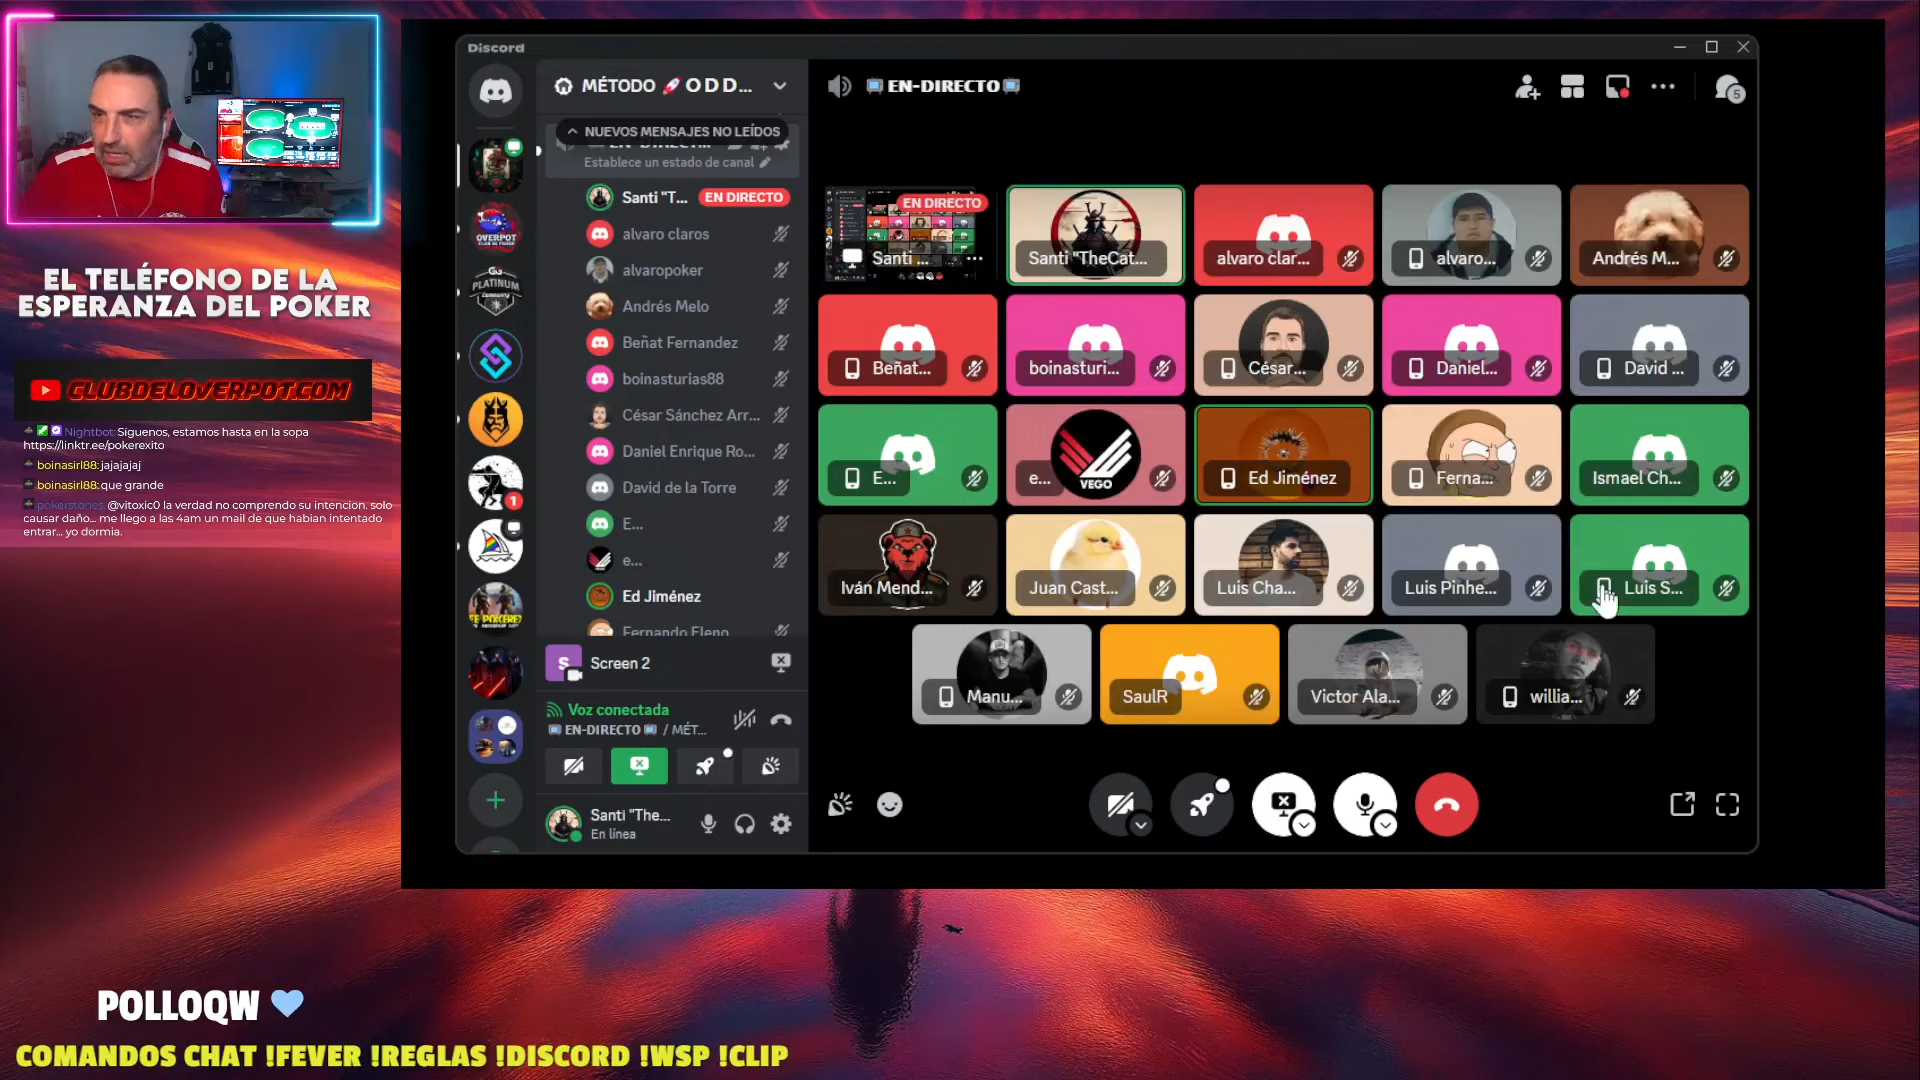 EL TELÉFONO DE LA
ESPERANZA DEL POKER
CLUBDELOVERPOT.COM
Nightbot: Síguenos, estamos hasta en la sopa
https://linktr.ee/pokerexito
boinasirl88: jajajajaj
boinasirl88: que grande
pokerstones: @vitoxic0 la verdad no comprendo su intencion. solo
causar daño... me llego a las 4am un mail de que habian intentado
entrar... yo dormia.
POLLOQW
COMANDOS CHAT !FEVER !REGLAS !DISCORD !WSP !CLIP
Discord
MÉTODO ODD...
NUEVOS MENSAJES NO LEÍDOS
Establece un estado de canal
Santi "T... EN DIRECTO
alvaro claros
alvaropoker
Andrés Melo
Beñat Fernandez
boinasturias88
César Sánchez Arr...
Daniel Enrique Ro...
David de la Torre
E...
e...
Ed Jiménez
Fernando Eleno
S Screen 2
Voz conectada
EN-DIRECTO / MÉT...
Santi "The...
En línea
OVERPOT
PLATINUM
1
EN-DIRECTO
5
EN DIRECTO
Santi ...
Santi "TheCat...
alvaro clar...
alvaro...
Andrés M...
Beñat...
boinasturi...
César...
Daniel...
David ...
E...
e...
VEGO
Ed Jiménez
Ferna...
Ismael Ch...
Iván Mend...
Juan Cast...
Luis Cha...
Luis Pinhe...
Luis S...
Manu...
SaulR
Victor Ala...
willia...